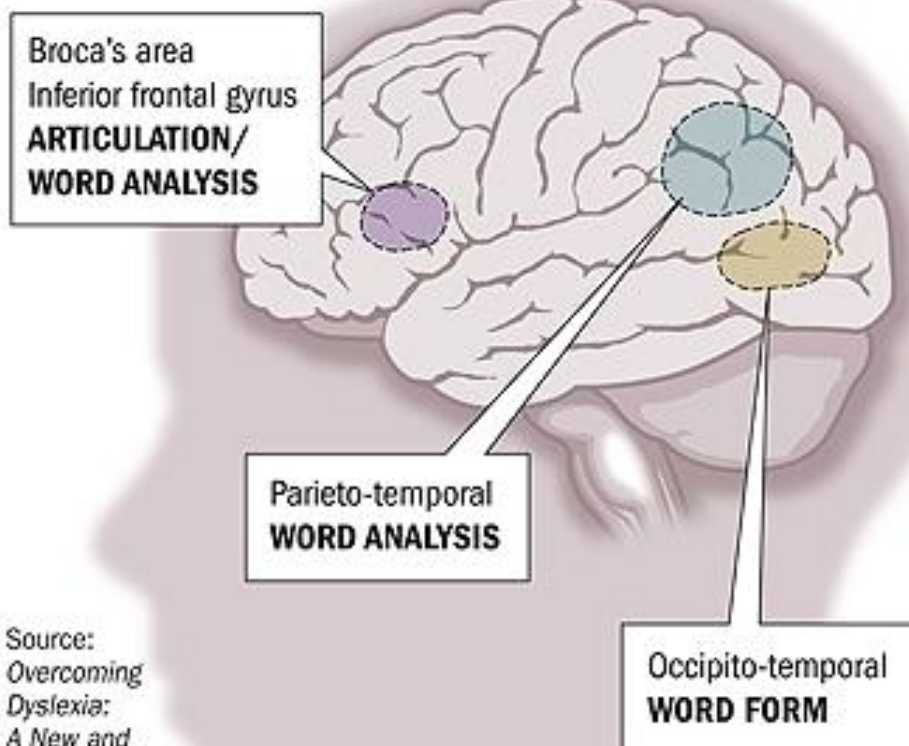 Broca's area
Inferior frontal gyrus
ARTICULATION/
WORD ANALYSIS
Parieto-temporal
WORD ANALYSIS
Occipito-temporal
WORD FORM
Source:
Overcoming
Dyslexia:
A New and